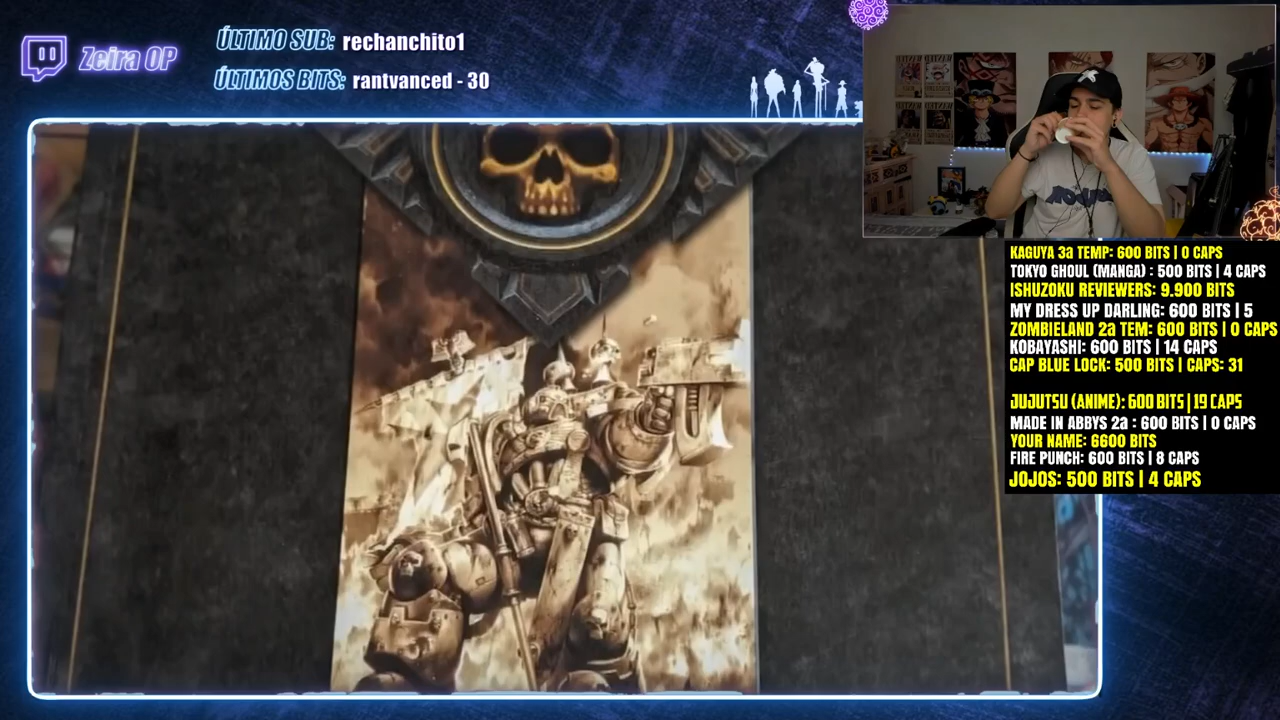 Zeira OP
ÚLTIMO SUB: rechanchito1
ÚLTIMOS BITS: rantvanced - 30
KAGUYA 3a TEMP: 600 BITS | 0 CAPS
TOKYO GHOUL (MANGA) : 500 BITS | 4 CAPS
ISHUZOKU REVIEWERS: 9.900 BITS
MY DRESS UP DARLING: 600 BITS | 5
ZOMBIELAND 2a TEM: 600 BITS | 0 CAPS
KOBAYASHI: 600 BITS | 14 CAPS
CAP BLUE LOCK: 500 BITS | CAPS: 31
JUJUTSU (ANIME): 600 BITS | 19 CAPS
MADE IN ABBYS 2a : 600 BITS | 0 CAPS
YOUR NAME: 6600 BITS
FIRE PUNCH: 600 BITS | 8 CAPS
JOJOS: 500 BITS | 4 CAPS